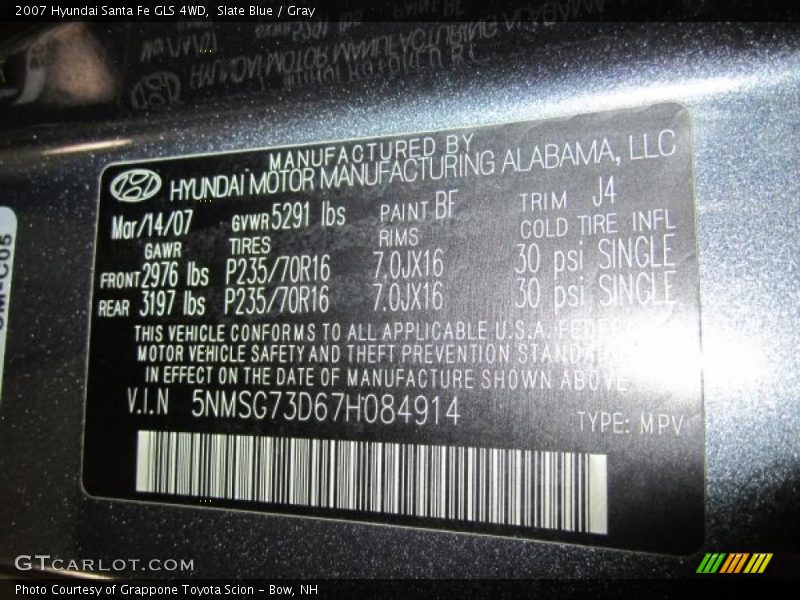 2007 Hyundai Santa Fe GLS 4WD, Slate Blue / Gray
MANUFACTURED BY
HYUNDAI MOTOR MANUFACTURING ALABAMA, LLC
Mar/14/07 GVWR 5291 lbs PAINT BF TRIM J4
GAWR TIRES RIMS COLD TIRE INFL
FRONT 2976 lbs P235/70R16 7.0JX16 30 psi SINGLE
REAR 3197 lbs P235/70R16 7.0JX16 30 psi SINGLE
THIS VEHICLE CONFORMS TO ALL APPLICABLE U.S.A. FEDERAL
MOTOR VEHICLE SAFETY AND THEFT PREVENTION STANDA
IN EFFECT ON THE DATE OF MANUFACTURE SHOWN ABOVE
V.I.N 5NMSG73D67H084914
TYPE: MPV
GTCARLOT.COM
Photo Courtesy of Grappone Toyota Scion - Bow, NH